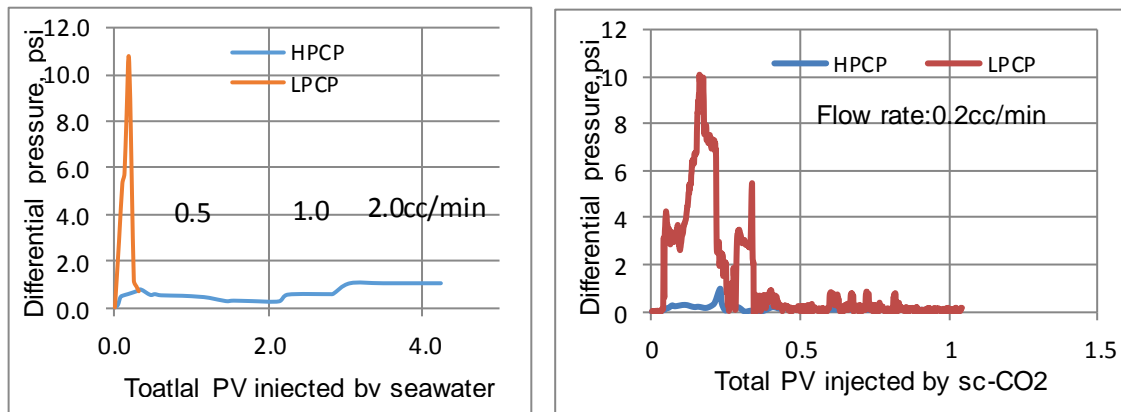 Differential pressure, psi
12.0
10.0
8.0
6.0
4.0
2.0
0.0
HPCP
LPCP
0.5 1.0 2.0cc/min
0.0 2.0 4.0
Toatlal PV injected by seawater
Differential pressure,psi
12
10
8
6
4
2
0
HPCP LPCP
Flow rate:0.2cc/min
0 0.5 1 1.5
Total PV injected by sc-CO2